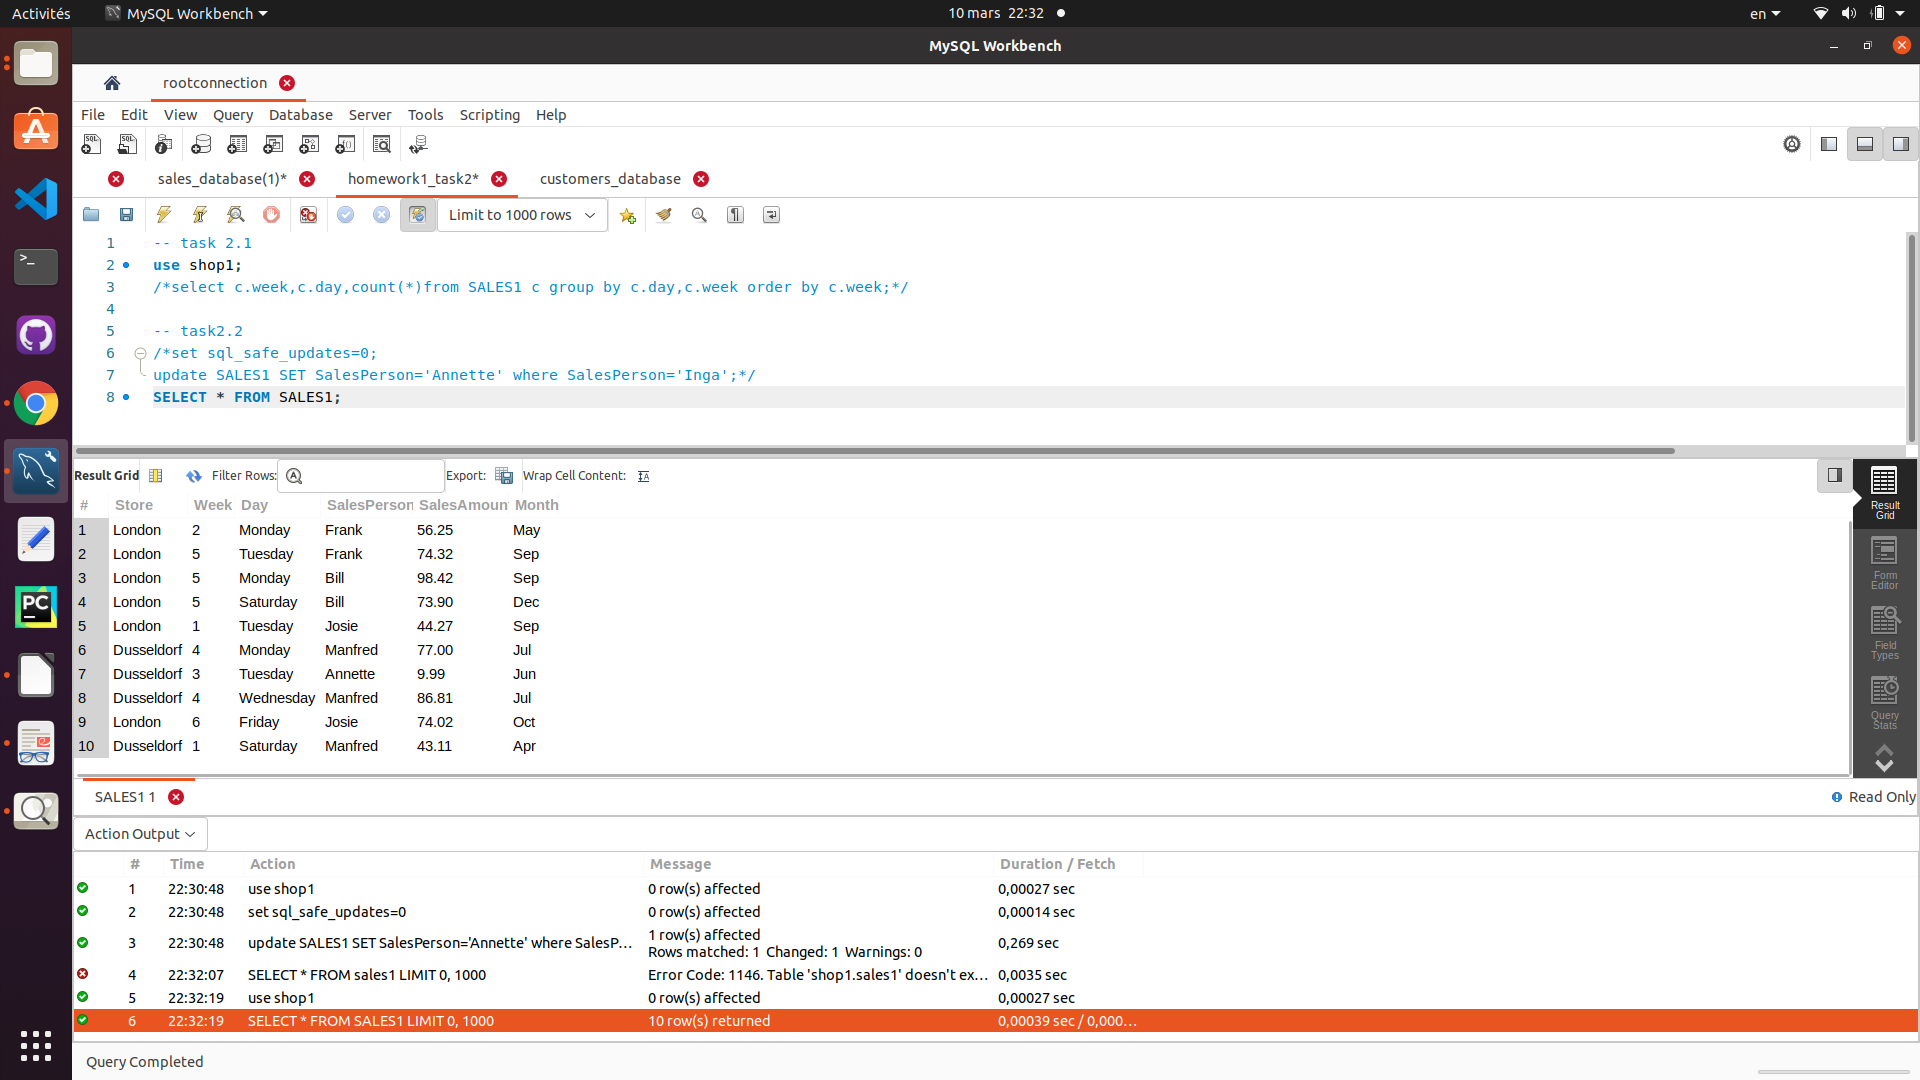 Activités MySQL Workbench 10 mars 22:32 en
MySQL Workbench
rootconnection
File Edit View Query Database Server Tools Scripting Help
sales_database(1)* homework1_task2* customers_database
Limit to 1000 rows
1 -- task 2.1
2 use shop1;
3 /*select c.week,c.day,count(*)from SALES1 c group by c.day,c.week order by c.week;*/
4
5 -- task2.2
6 /*set sql_safe_updates=0;
7 update SALES1 SET SalesPerson='Annette' where SalesPerson='Inga';*/
8 SELECT * FROM SALES1;
Result Grid Filter Rows: Export: Wrap Cell Content:
# Store Week Day SalesPerson SalesAmoun Month
1 London 2 Monday Frank 56.25 May
2 London 5 Tuesday Frank 74.32 Sep
3 London 5 Monday Bill 98.42 Sep
4 London 5 Saturday Bill 73.90 Dec
5 London 1 Tuesday Josie 44.27 Sep
6 Dusseldorf 4 Monday Manfred 77.00 Jul
7 Dusseldorf 3 Tuesday Annette 9.99 Jun
8 Dusseldorf 4 Wednesday Manfred 86.81 Jul
9 London 6 Friday Josie 74.02 Oct
10 Dusseldorf 1 Saturday Manfred 43.11 Apr
Result
Grid
Form
Editor
Field
Types
Query
Stats
SALES1 1 Read Only
Action Output
# Time Action Message Duration / Fetch
1 22:30:48 use shop1 0 row(s) affected 0,00027 sec
2 22:30:48 set sql_safe_updates=0 0 row(s) affected 0,00014 sec
3 22:30:48 update SALES1 SET SalesPerson='Annette' where SalesP... 1 row(s) affected
Rows matched: 1 Changed: 1 Warnings: 0 0,269 sec
4 22:32:07 SELECT * FROM sales1 LIMIT 0, 1000 Error Code: 1146. Table 'shop1.sales1' doesn't ex... 0,0035 sec
5 22:32:19 use shop1 0 row(s) affected 0,00027 sec
6 22:32:19 SELECT * FROM SALES1 LIMIT 0, 1000 10 row(s) returned 0,00039 sec / 0,000...
Query Completed